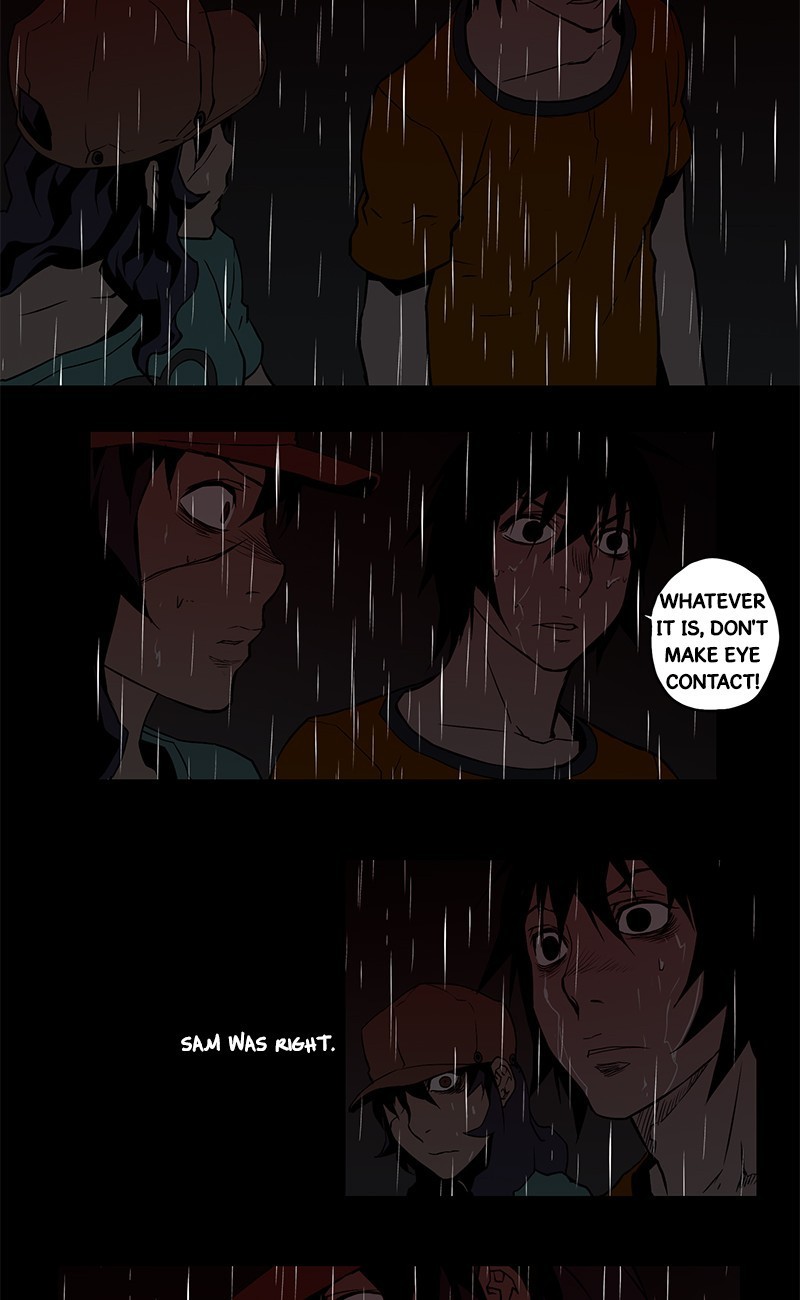 WHATEVER
IT IS, DON'T
MAKE EYE
CONTACT!
SAM WAS RIGHT.